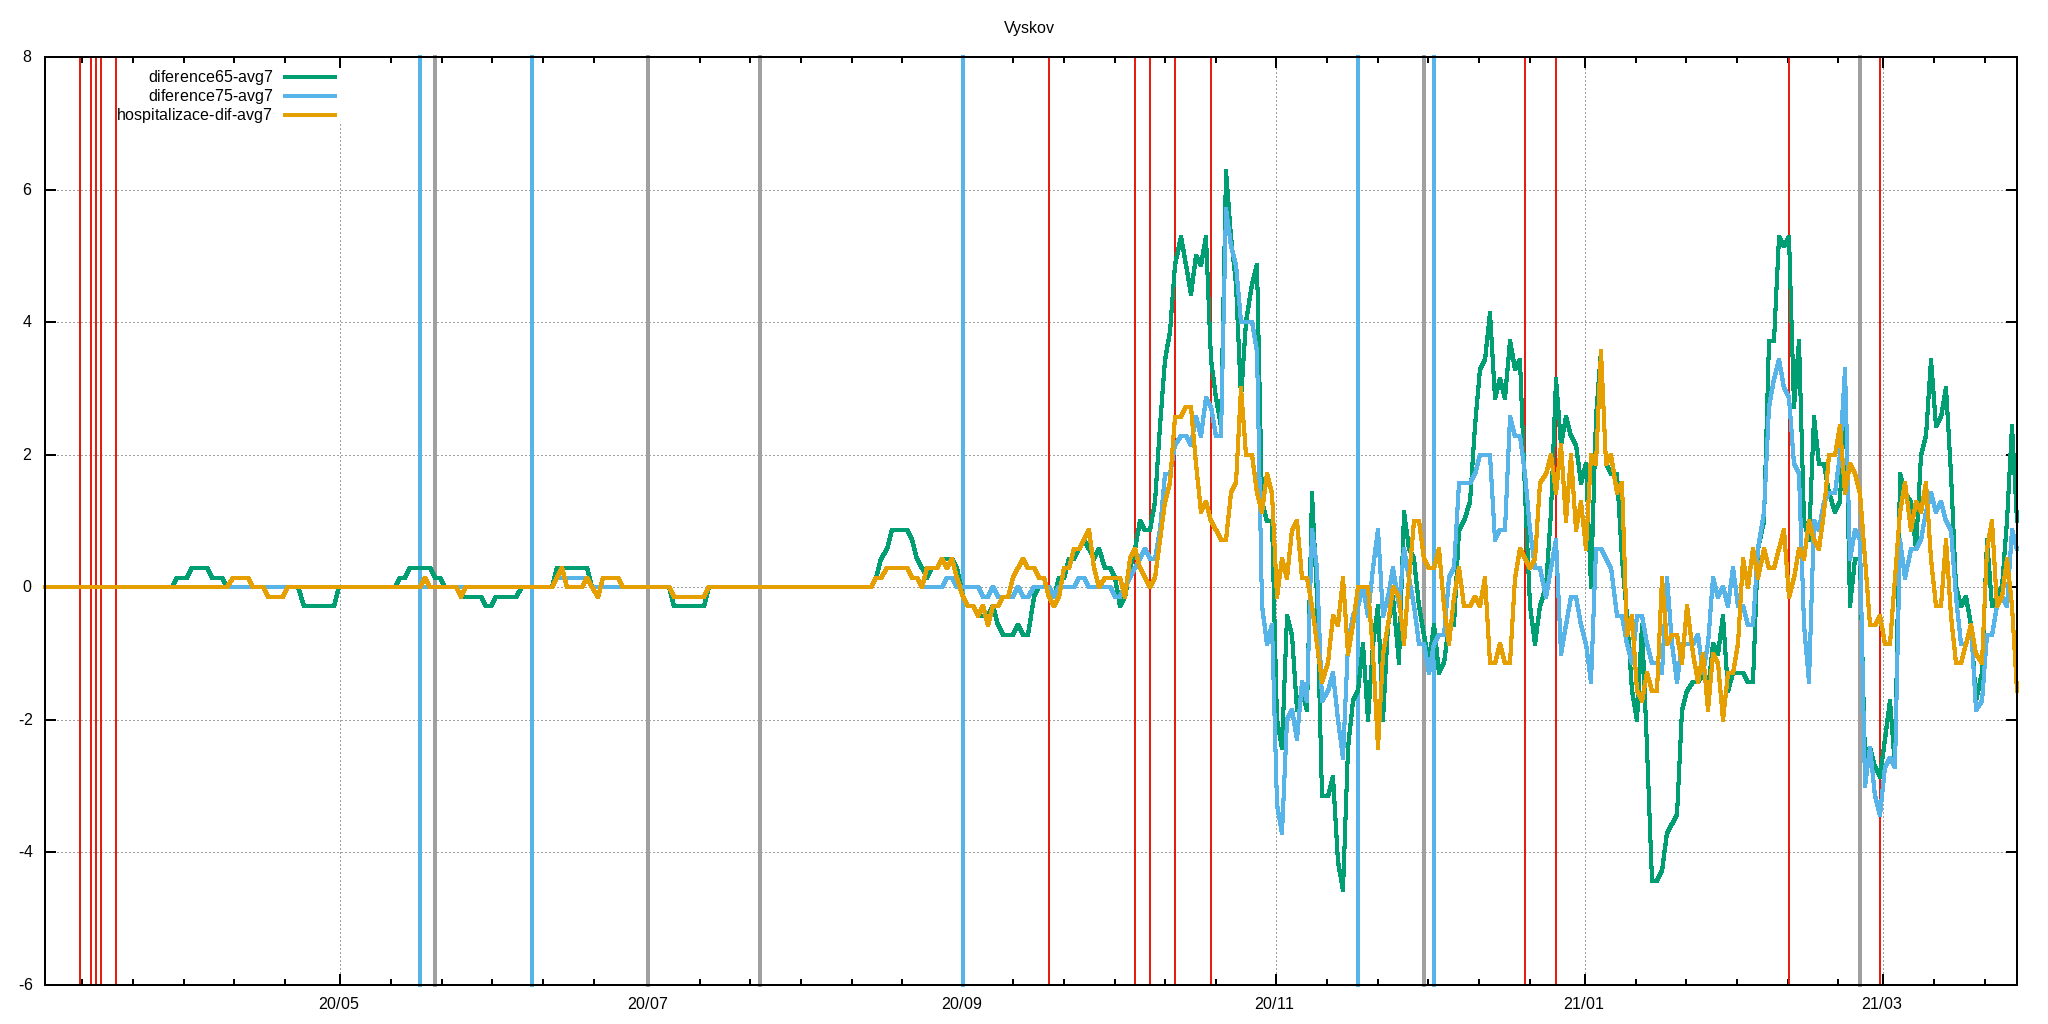 Vyskov
8
diference65-avg7
diference75-avg7
hospitalizace-dif-avg7
6
4
2
0
-2
-4
-6
20/05 20/07 20/09 20/11 21/01 21/03